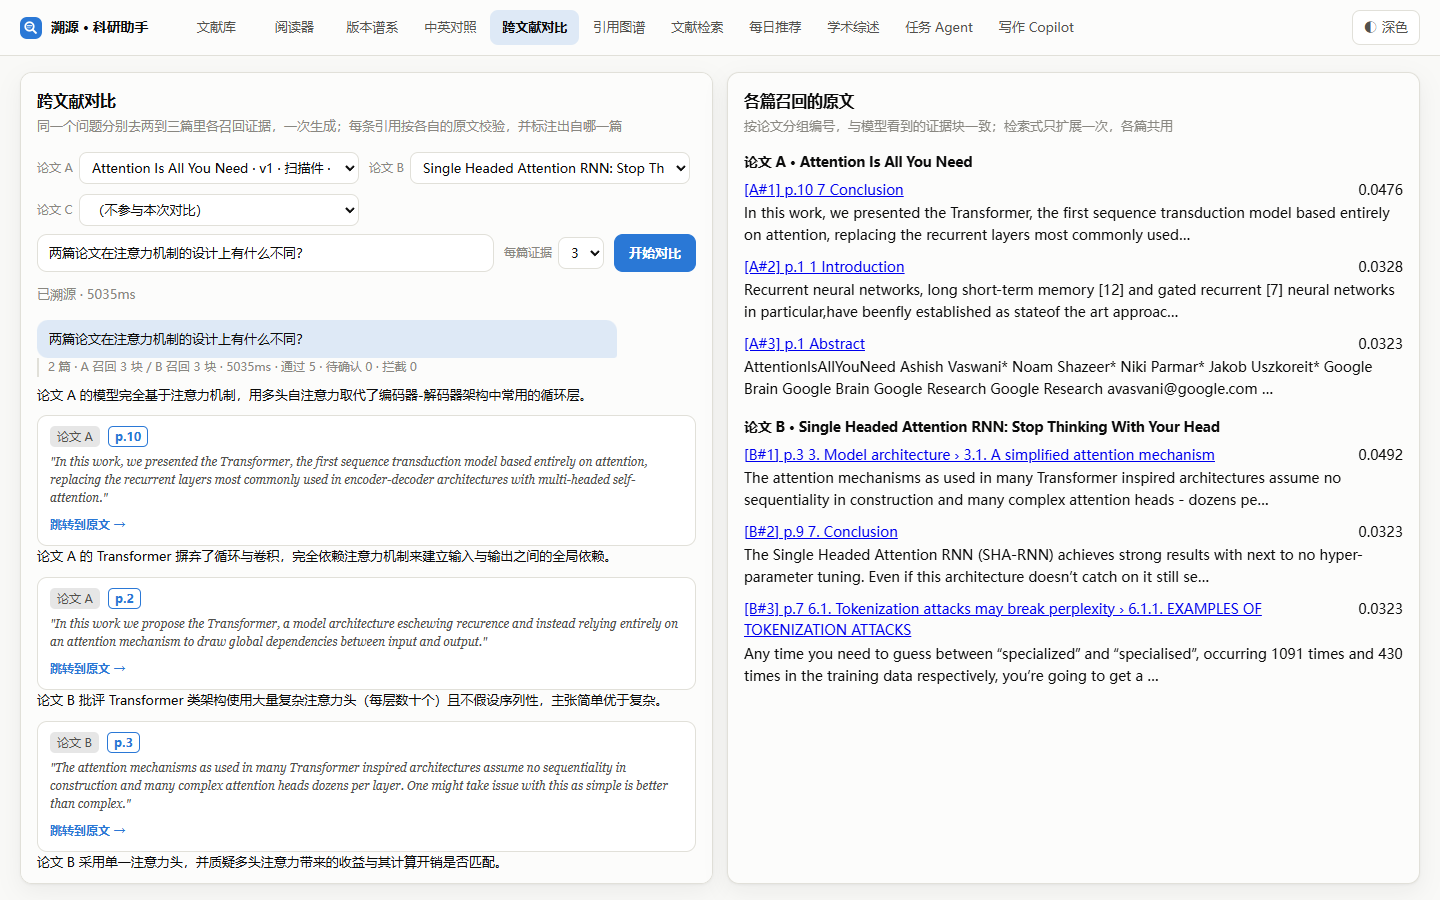 溯源 • 科研助手
文献库
阅读器
版本谱系
中英对照
跨文献对比
引用图谱
文献检索
每日推荐
学术综述
任务 Agent
写作 Copilot
深色
跨文献对比
同一个问题分别去两到三篇里各召回证据，一次生成；每条引用按各自的原文校验，并标注出自哪一篇
论文 A
Attention Is All You Need · v1 · 扫描件 ·
论文 B
Single Headed Attention RNN: Stop Th
论文 C
（不参与本次对比）
两篇论文在注意力机制的设计上有什么不同？
每篇证据
3
开始对比
已溯源 · 5035ms
两篇论文在注意力机制的设计上有什么不同？
2 篇 · A 召回 3 块 / B 召回 3 块 · 5035ms · 通过 5 · 待确认 0 · 拦截 0
论文 A 的模型完全基于注意力机制，用多头自注意力取代了编码器-解码器架构中常用的循环层。
论文 A p.10
"In this work, we presented the Transformer, the first sequence transduction model based entirely on attention,
replacing the recurrent layers most commonly used in encoder-decoder architectures with multi-headed self-
attention."
跳转到原文 →
论文 A 的 Transformer 摒弃了循环与卷积，完全依赖注意力机制来建立输入与输出之间的全局依赖。
论文 A p.2
"In this work we propose the Transformer, a model architecture eschewing recurence and instead relying entirely on
an attention mechanism to draw global dependencies between input and output."
跳转到原文 →
论文 B 批评 Transformer 类架构使用大量复杂注意力头（每层数十个）且不假设序列性，主张简单优于复杂。
论文 B p.3
"The attention mechanisms as used in many Transformer inspired architectures assume no sequentiality in
construction and many complex attention heads dozens per layer. One might take issue with this as simple is better
than complex."
跳转到原文 →
论文 B 采用单一注意力头，并质疑多头注意力带来的收益与其计算开销是否匹配。
各篇召回的原文
按论文分组编号，与模型看到的证据块一致；检索式只扩展一次，各篇共用
论文 A • Attention Is All You Need
[A#1] p.10 7 Conclusion 0.0476
In this work, we presented the Transformer, the first sequence transduction model based entirely
on attention, replacing the recurrent layers most commonly used...
[A#2] p.1 1 Introduction 0.0328
Recurrent neural networks, long short-term memory [12] and gated recurrent [7] neural networks
in particular,have beenfly established as stateof the art approac...
[A#3] p.1 Abstract 0.0323
AttentionIsAllYouNeed Ashish Vaswani* Noam Shazeer* Niki Parmar* Jakob Uszkoreit* Google
Brain Google Brain Google Research Google Research avasvani@google.com ...
论文 B • Single Headed Attention RNN: Stop Thinking With Your Head
[B#1] p.3 3. Model architecture › 3.1. A simplified attention mechanism 0.0492
The attention mechanisms as used in many Transformer inspired architectures assume no
sequentiality in construction and many complex attention heads - dozens pe...
[B#2] p.9 7. Conclusion 0.0323
The Single Headed Attention RNN (SHA-RNN) achieves strong results with next to no hyper-
parameter tuning. Even if this architecture doesn’t catch on it still se...
[B#3] p.7 6.1. Tokenization attacks may break perplexity › 6.1.1. EXAMPLES OF 0.0323
TOKENIZATION ATTACKS
Any time you need to guess between “specialized” and “specialised”, occurring 1091 times and 430
times in the training data respectively, you’re going to get a ...